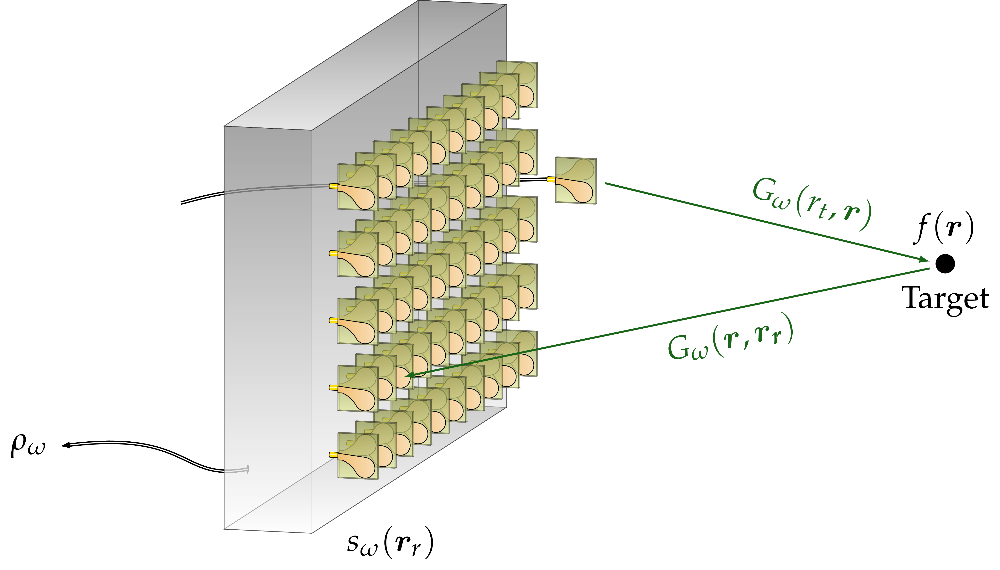 G_ω(r_t, 𝒓)
f(𝒓)
Target
G_ω(𝒓, 𝒓_𝒓)
ρ_ω
s_ω(𝒓_r)